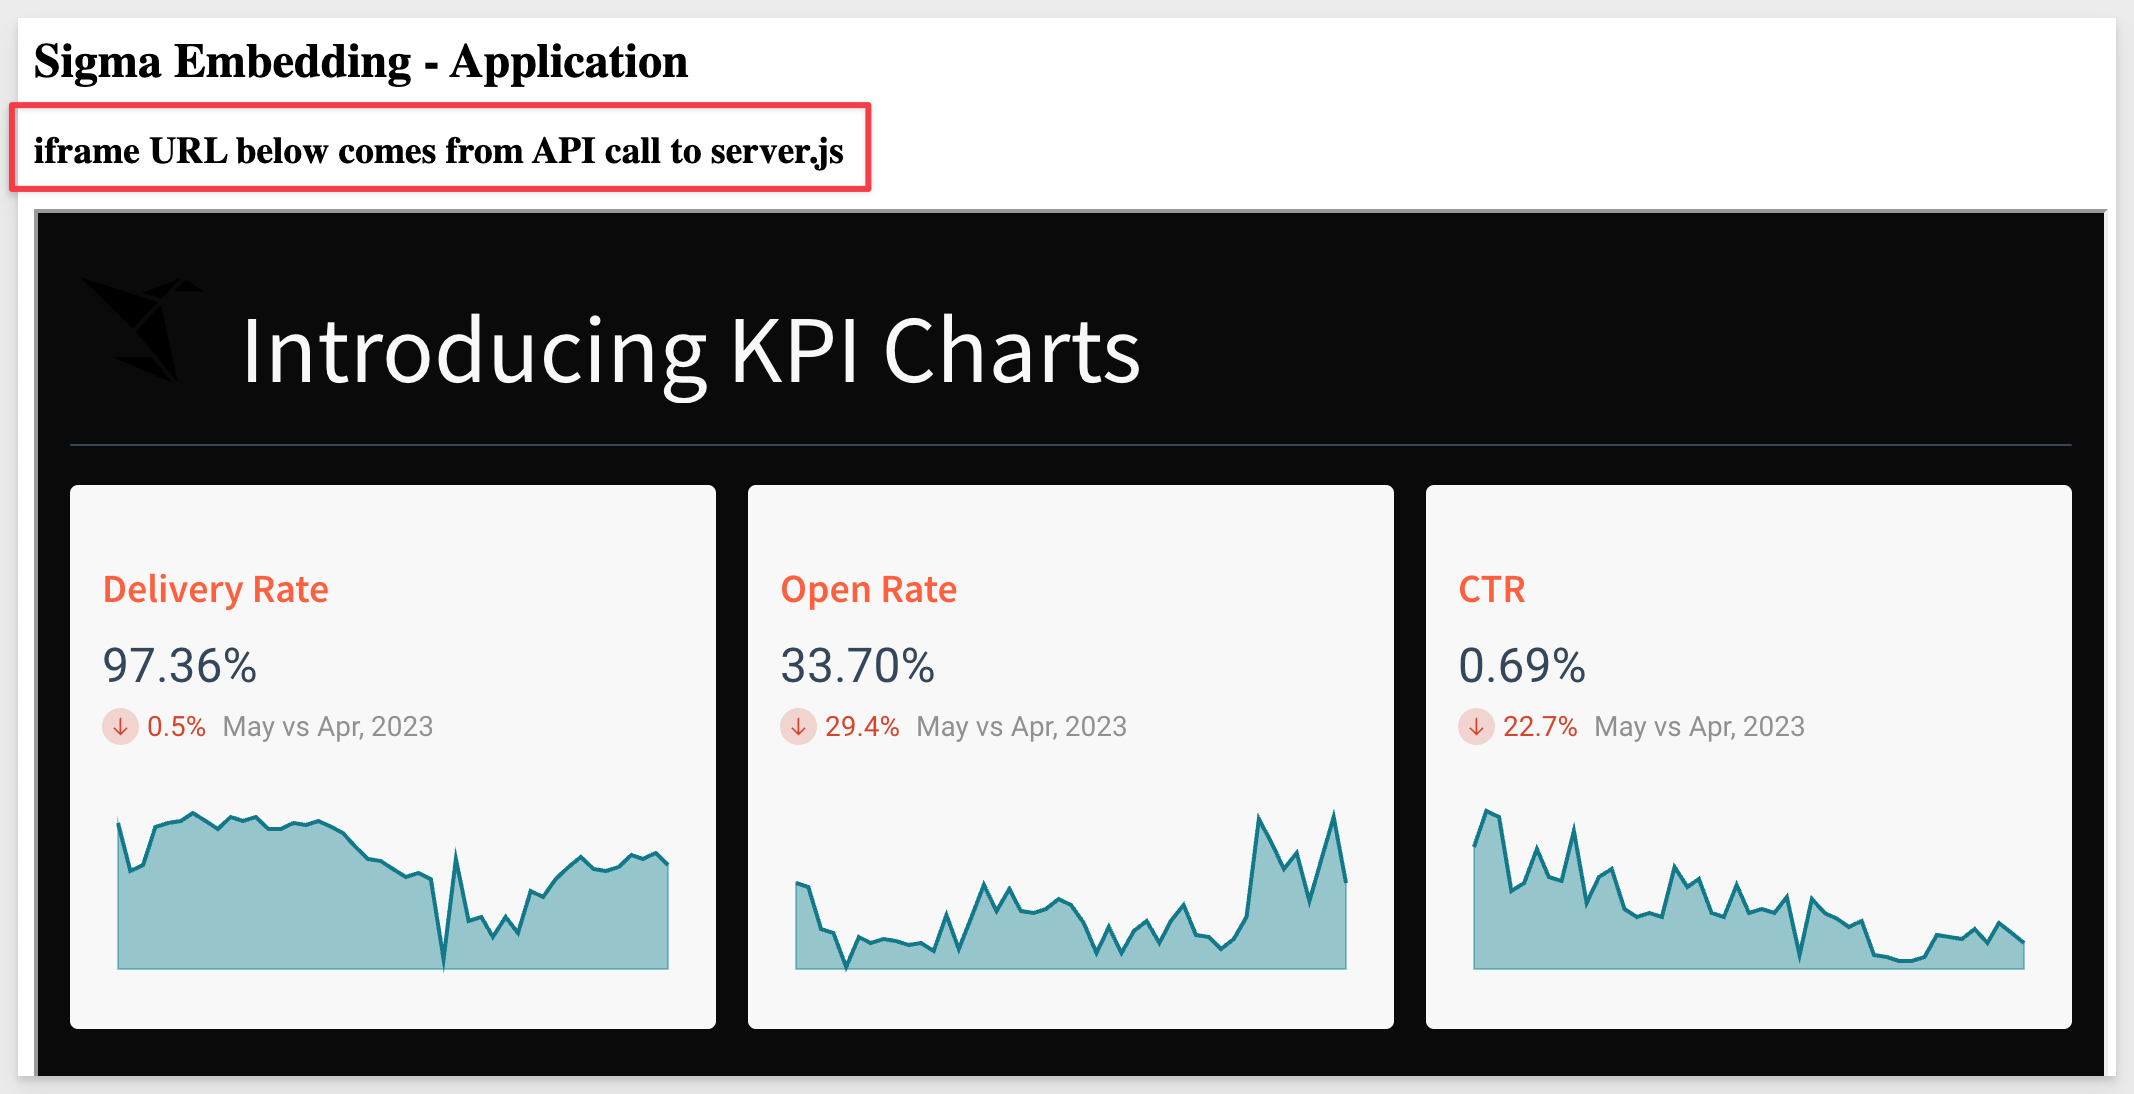 Sigma Embedding - Application
iframe URL below comes from API call to server.js
Introducing KPI Charts
Delivery Rate
97.36%
0.5% May vs Apr, 2023
Open Rate
33.70%
29.4% May vs Apr, 2023
CTR
0.69%
22.7% May vs Apr, 2023